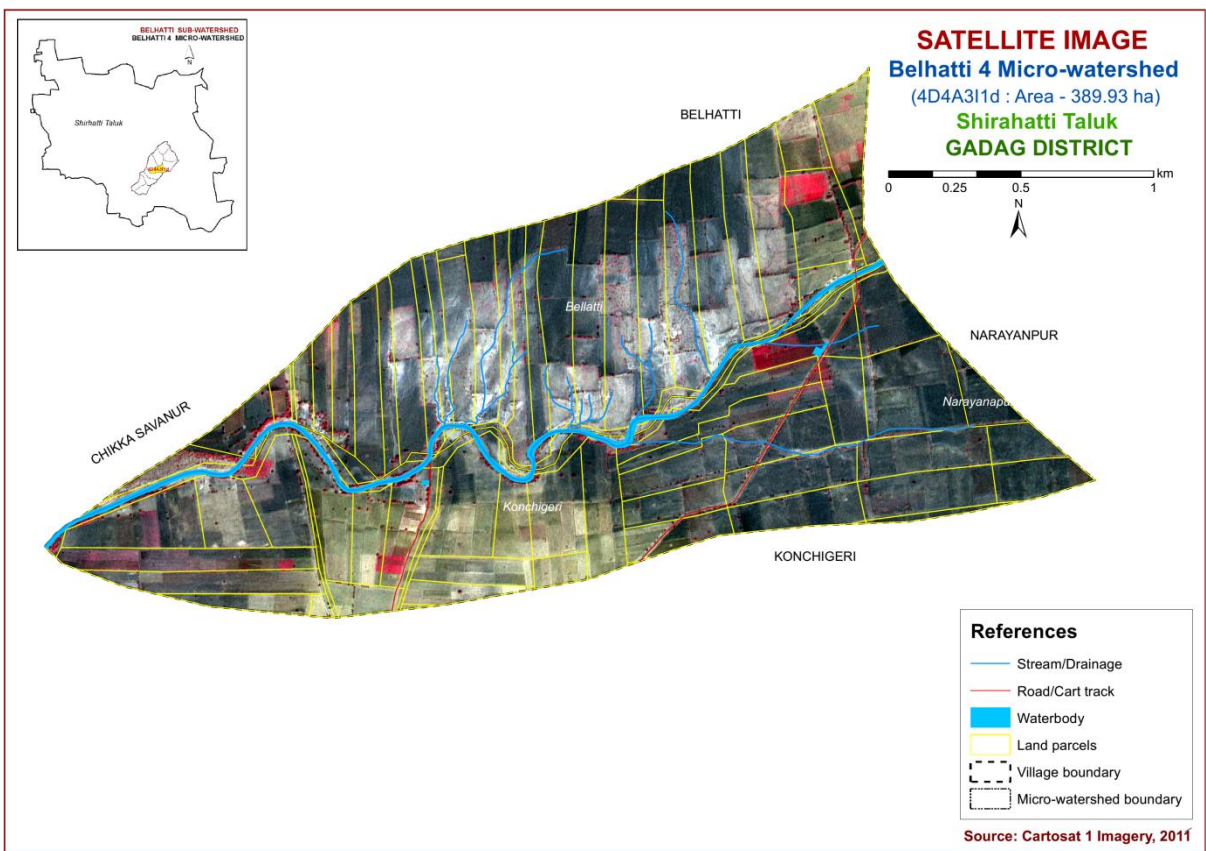 BELHATTI SUB-WATERSHED
BELHATTI 4 MICRO-WATERSHED
N
Shirhatti Taluk
4D4A3I1d
SATELLITE IMAGE
Belhatti 4 Micro-watershed
(4D4A3I1d : Area - 389.93 ha)
Shirahatti Taluk
GADAG DISTRICT
km
0 0.25 0.5 1
N
BELHATTI
Bellatti
NARAYANPUR
Narayanapu
CHIKKA SAVANUR
Konchigeri
KONCHIGERI
References
Stream/Drainage
Road/Cart track
Waterbody
Land parcels
Village boundary
Micro-watershed boundary
Source: Cartosat 1 Imagery, 2011